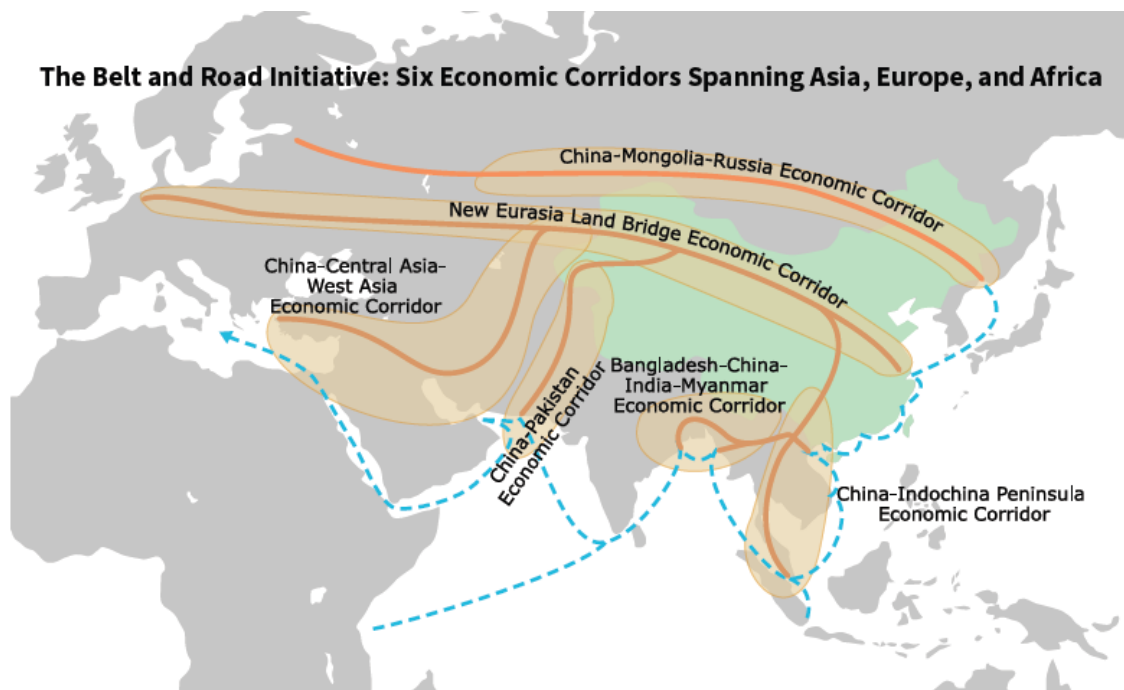 The Belt and Road Initiative: Six Economic Corridors Spanning Asia, Europe, and Africa
China-Mongolia-Russia Economic Corridor
New Eurasia Land Bridge Economic Corridor
China-Central Asia-
West Asia
Economic Corridor
China-Pakistan
Economic Corridor
Bangladesh-China-
India-Myanmar
Economic Corridor
China-Indochina Peninsula
Economic Corridor